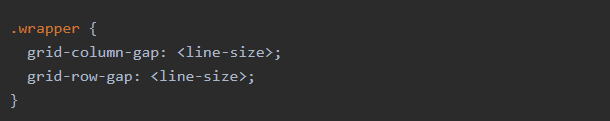 .wrapper {
  grid-column-gap: <line-size>;
  grid-row-gap: <line-size>;
}